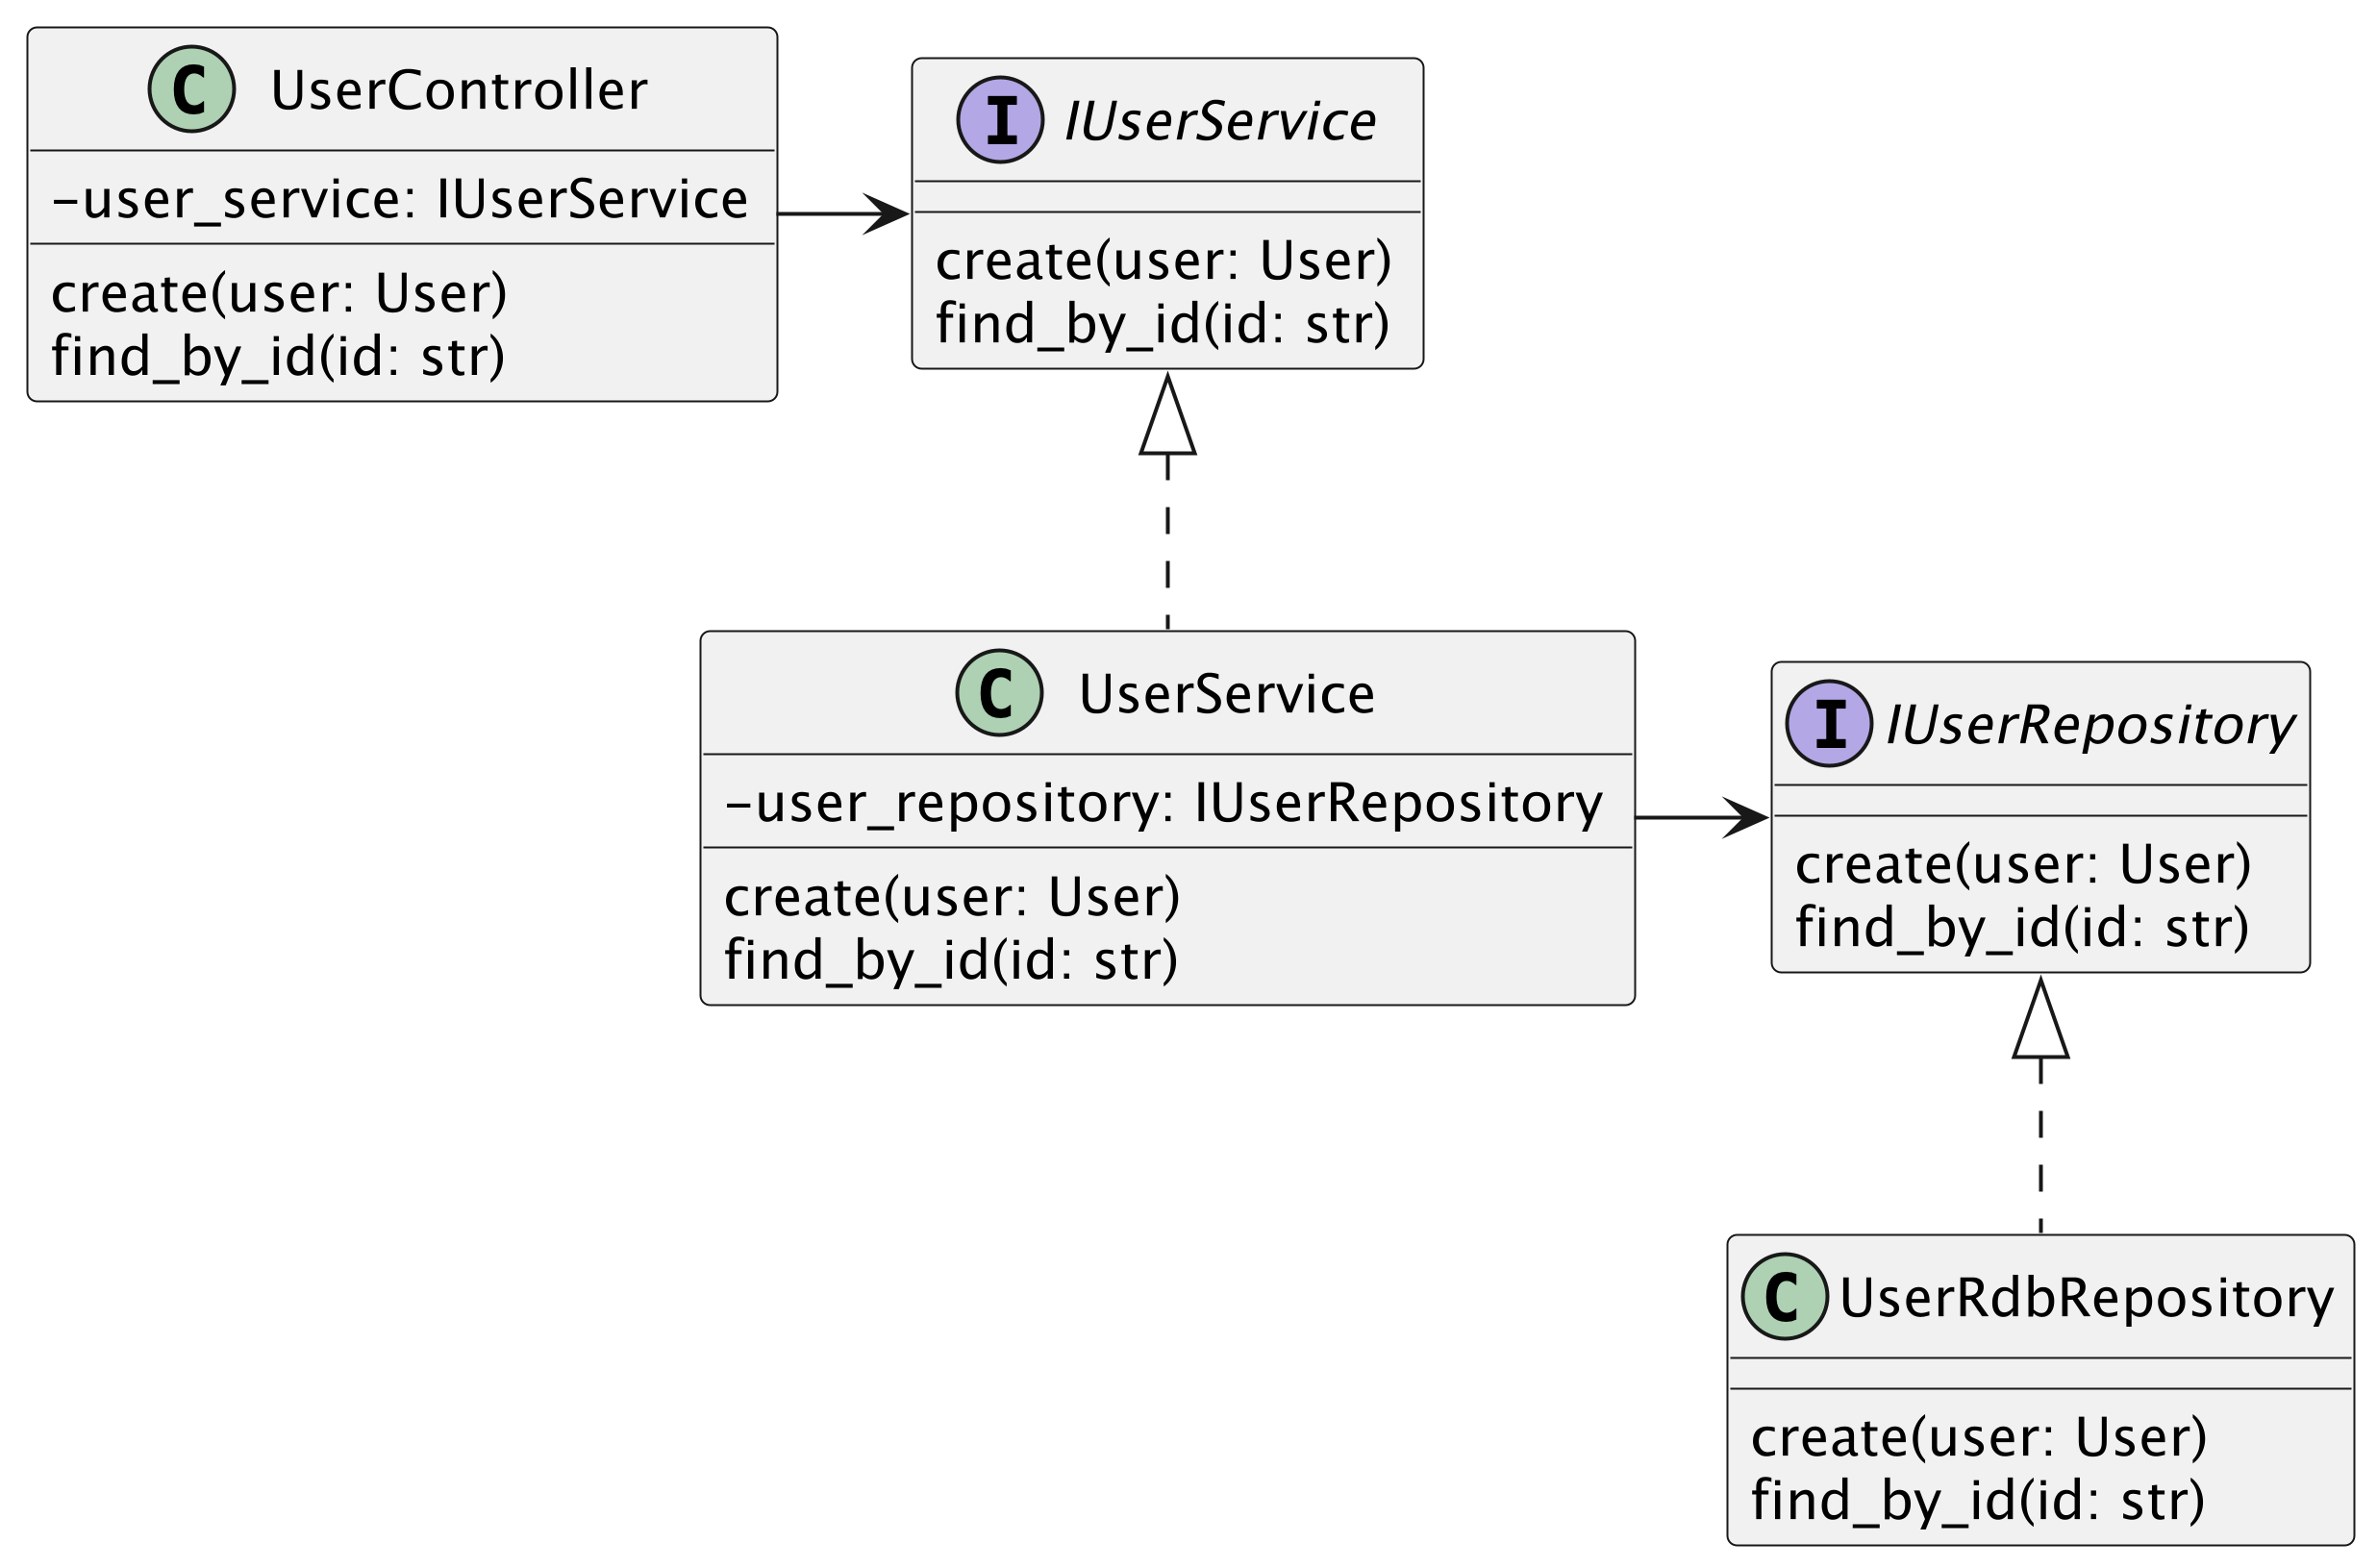 C UserController
-user_service: IUserService
create(user: User)
find_by_id(id: str)
I IUserService
create(user: User)
find_by_id(id: str)
C UserService
-user_repository: IUserRepository
create(user: User)
find_by_id(id: str)
I IUserRepository
create(user: User)
find_by_id(id: str)
C UserRdbRepository
create(user: User)
find_by_id(id: str)